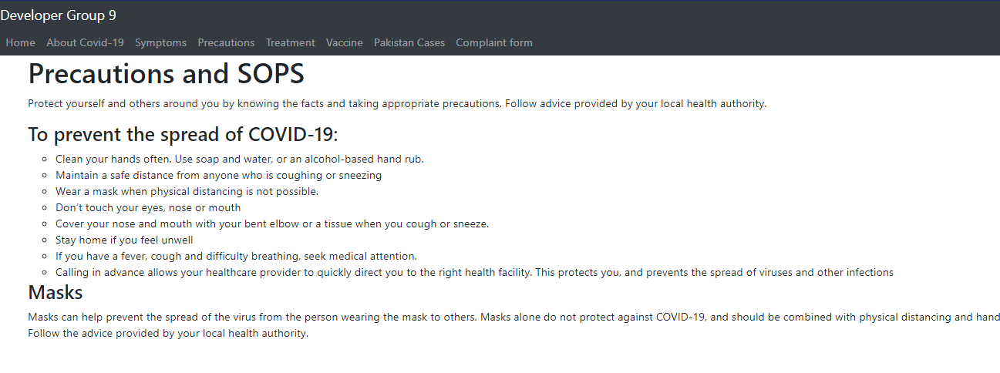 Developer Group 9
Home About Covid-19 Symptoms Precautions Treatment Vaccine Pakistan Cases Complaint form
Precautions and SOPS
Protect yourself and others around you by knowing the facts and taking appropriate precautions. Follow advice provided by your local health authority.
To prevent the spread of COVID-19:
Clean your hands often. Use soap and water, or an alcohol-based hand rub.
Maintain a safe distance from anyone who is coughing or sneezing
Wear a mask when physical distancing is not possible.
Don't touch your eyes, nose or mouth
Cover your nose and mouth with your bent elbow or a tissue when you cough or sneeze.
Stay home if you feel unwell
If you have a fever, cough and difficulty breathing, seek medical attention.
Calling in advance allows your healthcare provider to quickly direct you to the right health facility. This protects you, and prevents the spread of viruses and other infections
Masks
Masks can help prevent the spread of the virus from the person wearing the mask to others. Masks alone do not protect against COVID-19, and should be combined with physical distancing and hand
Follow the advice provided by your local health authority.